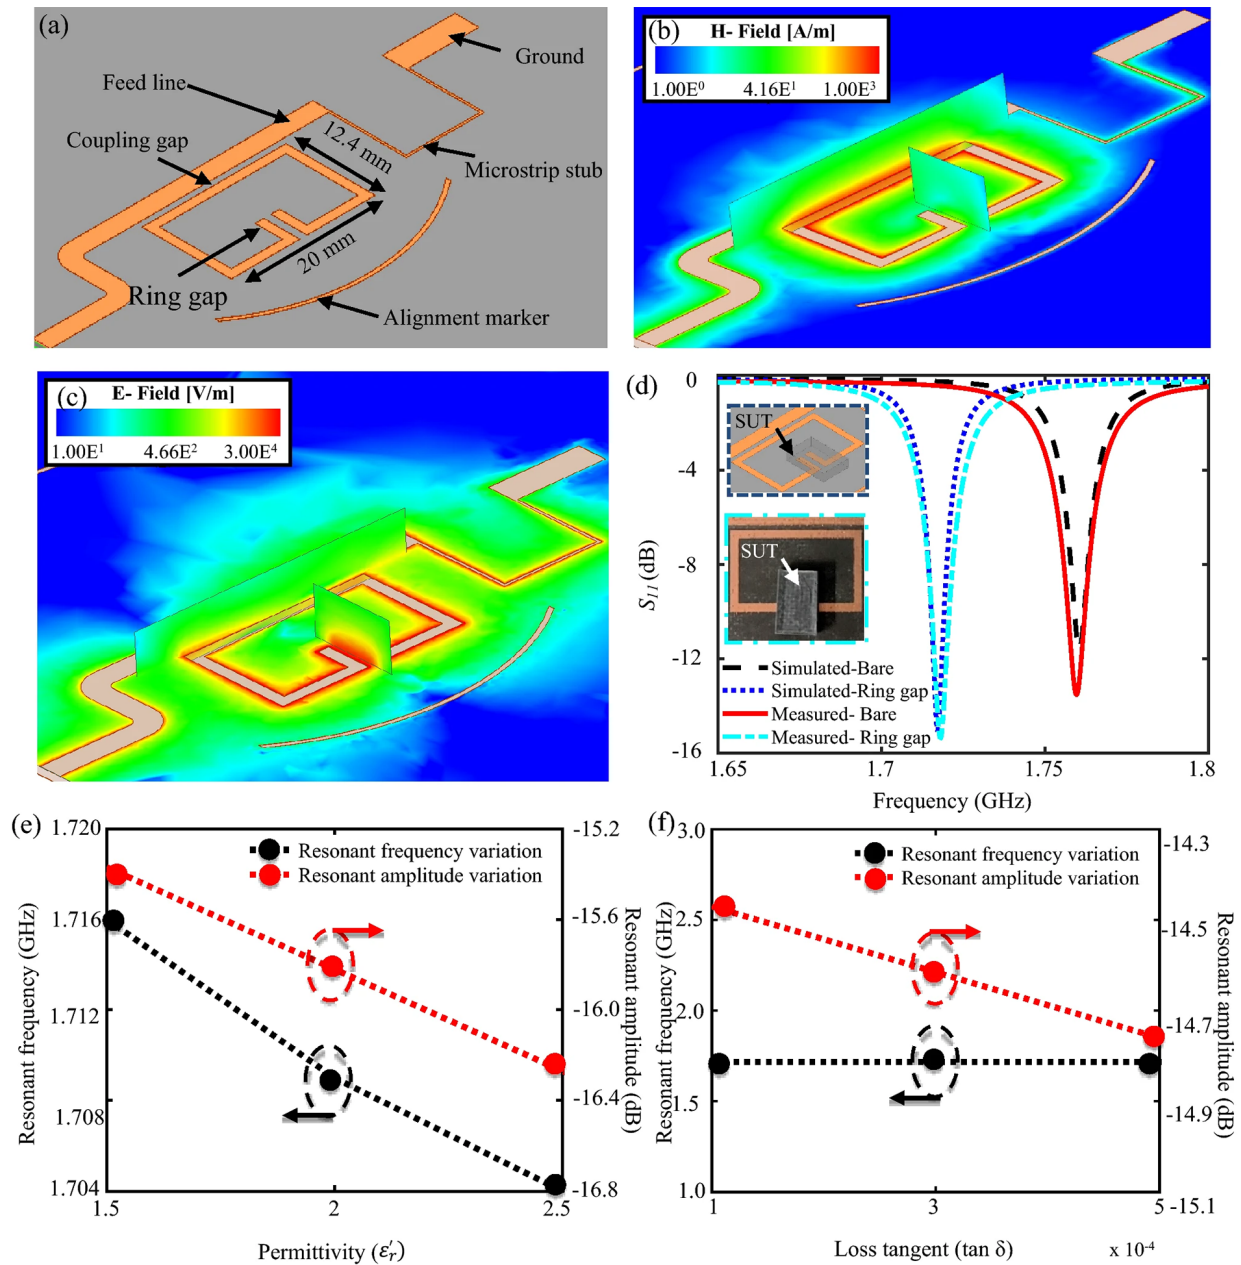 (a)
Ground
Feed line
Coupling gap
12.4 mm
Microstrip stub
20 mm
Ring gap
Alignment marker
(b)
H- Field [A/m]
1.00E⁰ 4.16E¹ 1.00E³
(c)
E- Field [V/m]
1.00E¹ 4.66E² 3.00E⁴
(d)
0
-4
-8
-12
-16
S₁₁ (dB)
SUT
SUT
Simulated-Bare
Simulated-Ring gap
Measured- Bare
Measured- Ring gap
1.65 1.7 1.75 1.8
Frequency (GHz)
(e)
1.720
1.716
1.712
1.708
1.704
Resonant frequency (GHz)
Resonant frequency variation
Resonant amplitude variation
-15.2
-15.6
-16.0
-16.4
-16.8
Resonant amplitude (dB)
1.5 2 2.5
Permittivity (ε′ᵣ)
(f)
3.0
2.5
2.0
1.5
1.0
Resonant frequency (GHz)
Resonant frequency variation
Resonant amplitude variation
-14.3
-14.5
-14.7
-14.9
-15.1
Resonant amplitude (dB)
1 3 5
Loss tangent (tan δ) x 10⁻⁴